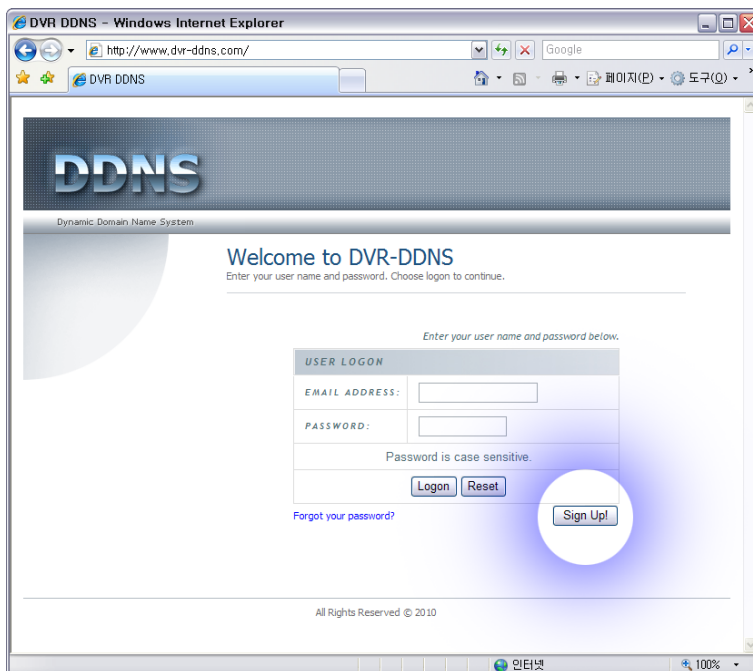 DVR DDNS - Windows Internet Explorer
http://www.dvr-ddns.com/
Google
DVR DDNS
페이지(P)
도구(O)
DDNS
Dynamic Domain Name System
Welcome to DVR-DDNS
Enter your user name and password. Choose logon to continue.
Enter your user name and password below.
USER LOGON
EMAIL ADDRESS:
PASSWORD:
Password is case sensitive.
Logon Reset
Forgot your password?
Sign Up!
All Rights Reserved © 2010
인터넷
100%